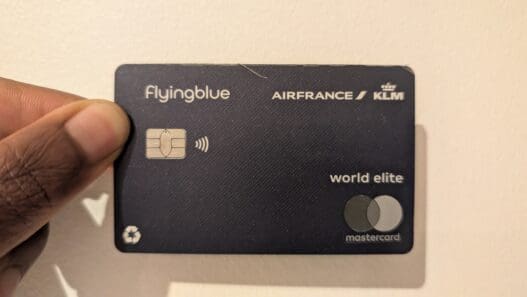 flyingblue
AIRFRANCE KLM
world elite
mastercard